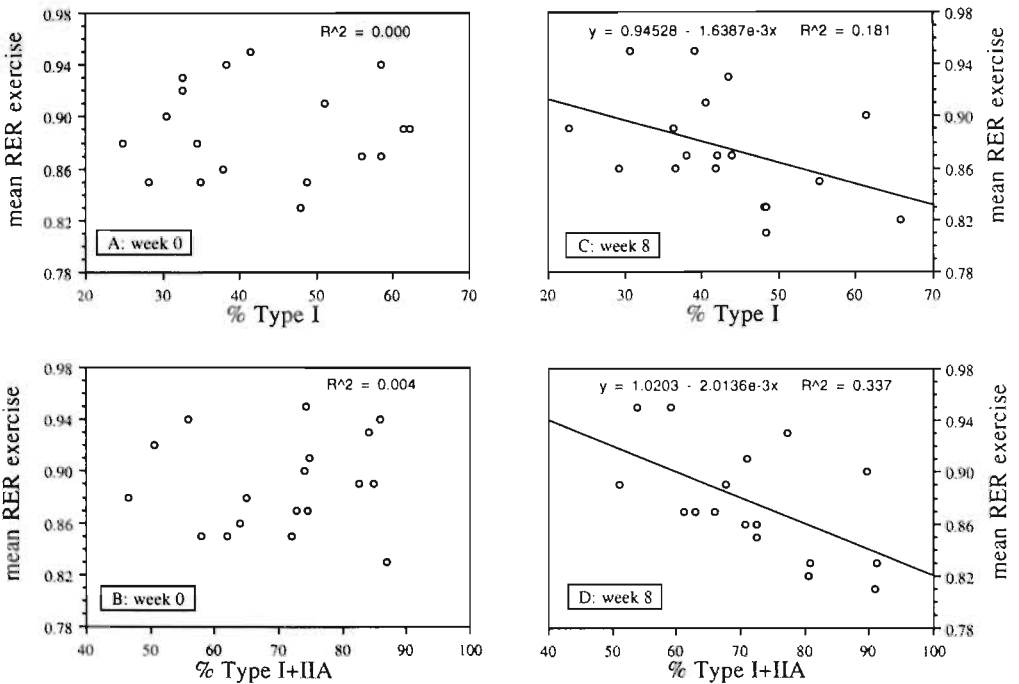 R^2 = 0.000
0.98
0.94
0.90
0.86
0.82
0.78
mean RER exercise
A: week 0
20 30 40 50 60 70
% Type I
y = 0.94528 - 1.6387e-3x R^2 = 0.181
0.98
0.94
0.90
0.86
0.82
0.78
mean RER exercise
C: week 8
20 30 40 50 60 70
% Type I
R^2 = 0.004
0.98
0.94
0.90
0.86
0.82
0.78
mean RER exercise
B: week 0
40 50 60 70 80 90 100
% Type I+IIA
y = 1.0203 - 2.0136e-3x R^2 = 0.337
0.98
0.94
0.90
0.86
0.82
0.78
mean RER exercise
D: week 8
40 50 60 70 80 90 100
% Type I+IIA